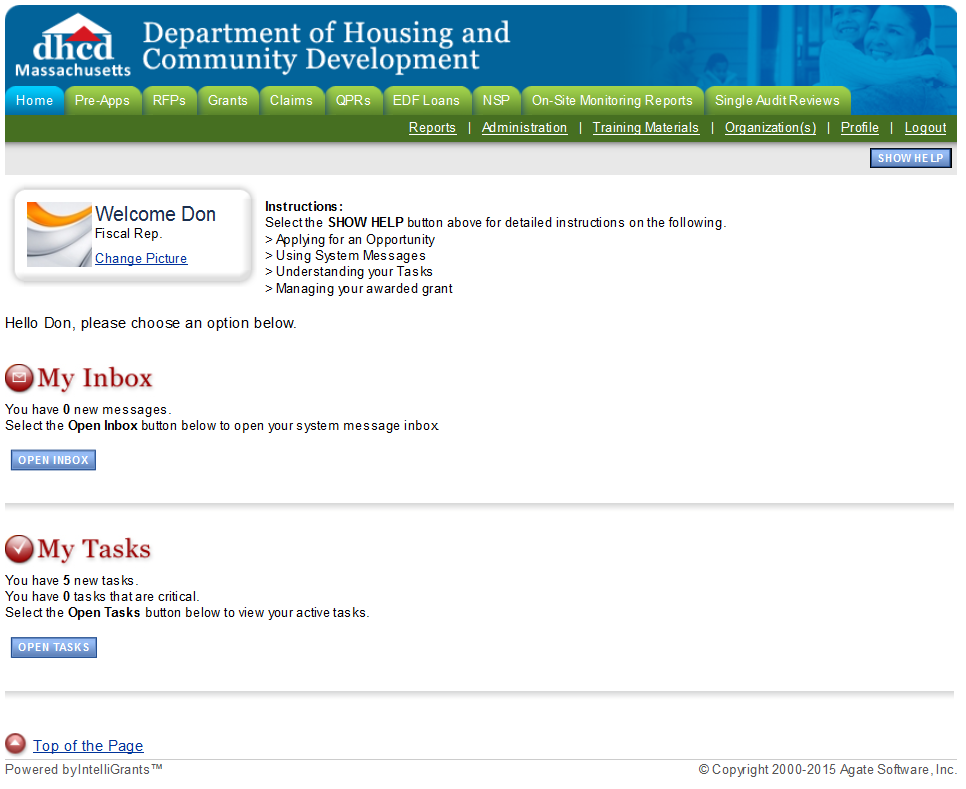 dhcd
Massachusetts
Department of Housing and
Community Development
Home Pre-Apps RFPs Grants Claims QPRs EDF Loans NSP On-Site Monitoring Reports Single Audit Reviews
Reports | Administration | Training Materials | Organization(s) | Profile | Logout
SHOW HELP
Welcome Don
Fiscal Rep.
Change Picture
Instructions:
Select the SHOW HELP button above for detailed instructions on the following.
> Applying for an Opportunity
> Using System Messages
> Understanding your Tasks
> Managing your awarded grant
Hello Don, please choose an option below.
My Inbox
You have 0 new messages.
Select the Open Inbox button below to open your system message inbox.
OPEN INBOX
My Tasks
You have 5 new tasks.
You have 0 tasks that are critical.
Select the Open Tasks button below to view your active tasks.
OPEN TASKS
Top of the Page
Powered byIntelliGrants™ © Copyright 2000-2015 Agate Software, Inc.